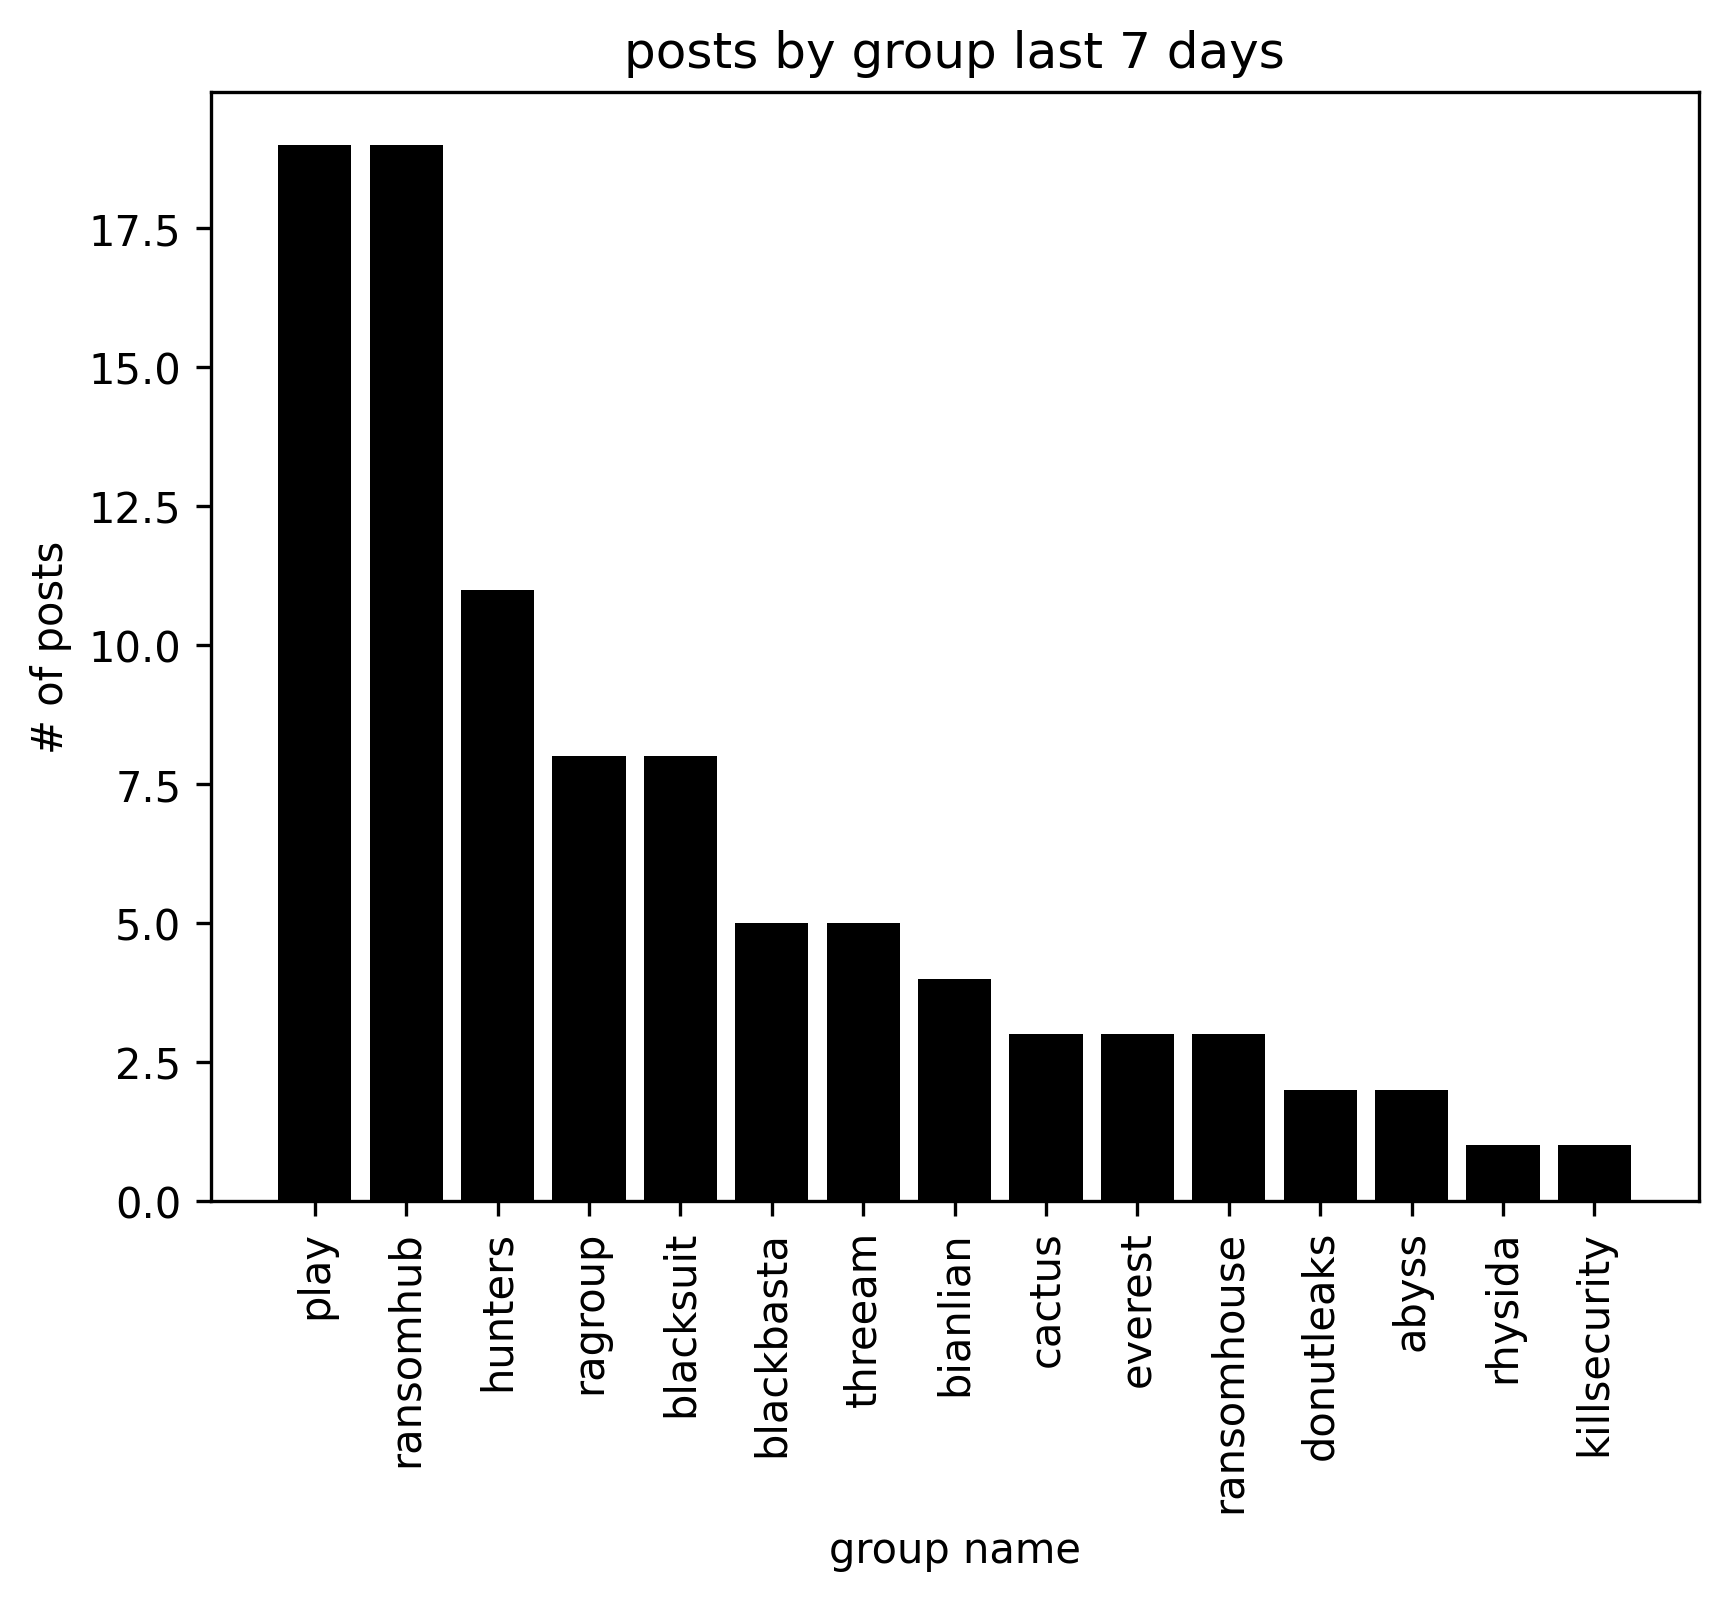 posts by group last 7 days
# of posts
17.5
15.0
12.5
10.0
7.5
5.0
2.5
0.0
play
ransomhub
hunters
ragroup
blacksuit
blackbasta
threeam
bianlian
cactus
everest
ransomhouse
donutleaks
abyss
rhysida
killsecurity
group name